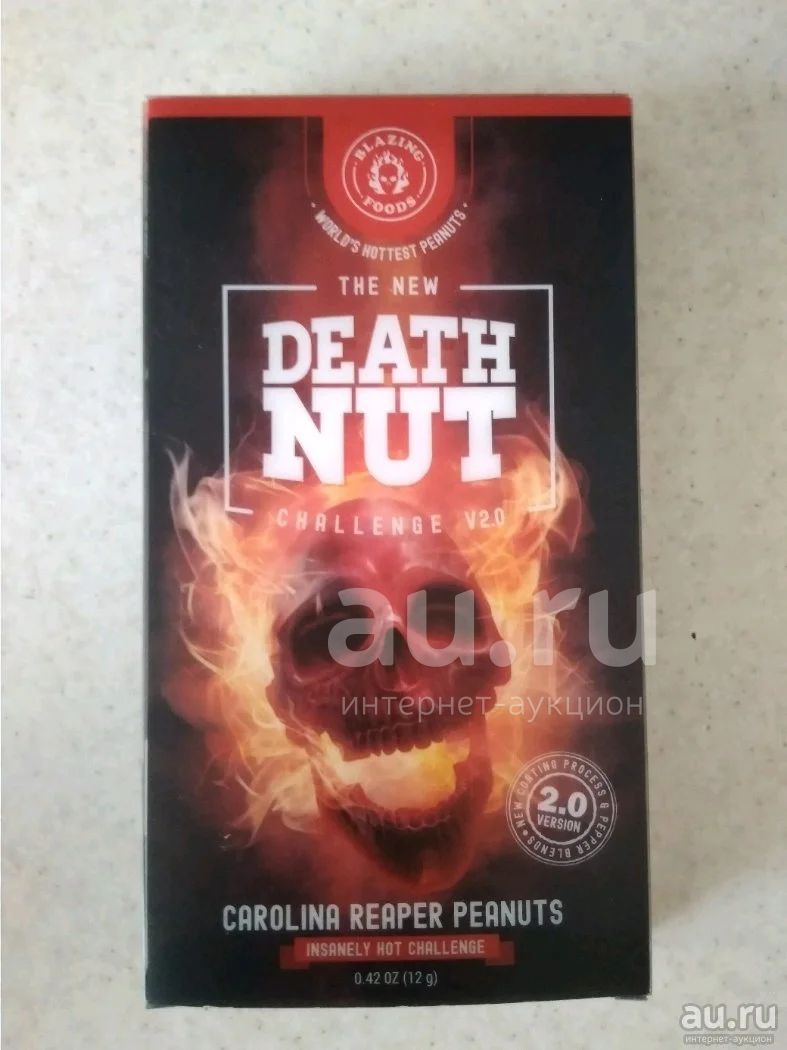 BLAZING
FOODS
• WORLD'S HOTTEST PEANUTS •
THE NEW
DEATH
NUT
CHALLENGE V2.0
au.ru
интернет-аукцион
NEW COATING PROCESS & PEPPER BLENDS •
2.0
VERSION
CAROLINA REAPER PEANUTS
INSANELY HOT CHALLENGE
0.42 OZ (12 g)
au.ru
интернет-аукцион